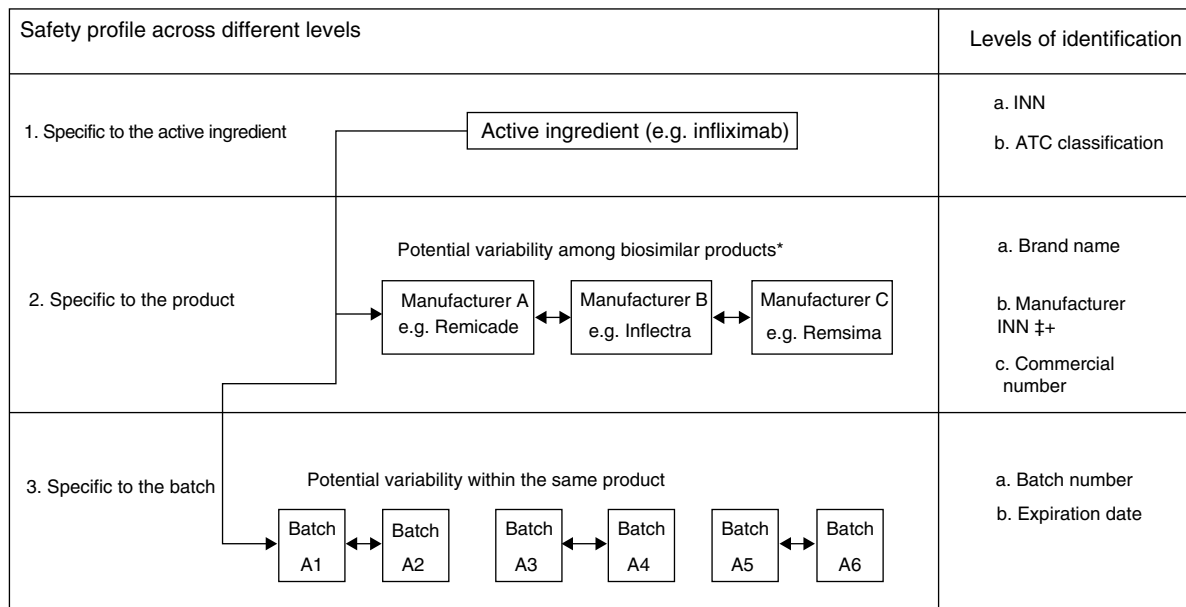 Safety profile across different levels
Levels of identification
1. Specific to the active ingredient
Active ingredient (e.g. infliximab)
a. INN
b. ATC classification
2. Specific to the product
Potential variability among biosimilar products*
Manufacturer A
e.g. Remicade
Manufacturer B
e.g. Inflectra
Manufacturer C
e.g. Remsima
a. Brand name
b. Manufacturer
INN ‡+
c. Commercial
number
3. Specific to the batch
Potential variability within the same product
Batch
A1
Batch
A2
Batch
A3
Batch
A4
Batch
A5
Batch
A6
a. Batch number
b. Expiration date